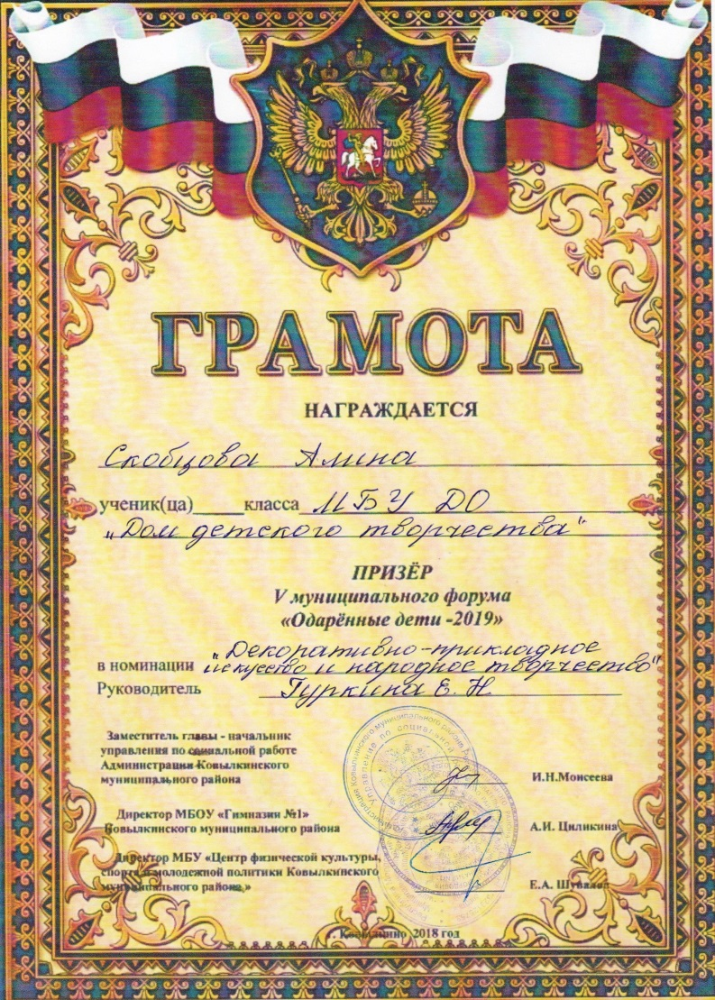 ГРАМОТА
НАГРАЖДАЕТСЯ
Скобцова Алина
ученик(ца)_____класса МБУ ДО
"Дом детского творчества"
ПРИЗЁР
V муниципального форума
«Одарённые дети -2019»
"Декоративно-прикладное
в номинации искусство и народное творчество"
Руководитель Гуркина Е. Н.
Заместитель главы - начальник
управления по социальной работе
Администрации Ковылкинского
муниципального района
И.Н.Моисеева
Директор МБОУ «Гимназия №1»
Ковылкинского муниципального района
А.И. Циликина
Директор МБУ «Центр физической культуры,
спорта и молодежной политики Ковылкинского
муниципального района»
Е.А. Шувалов
г. Ковылкино 2018 год